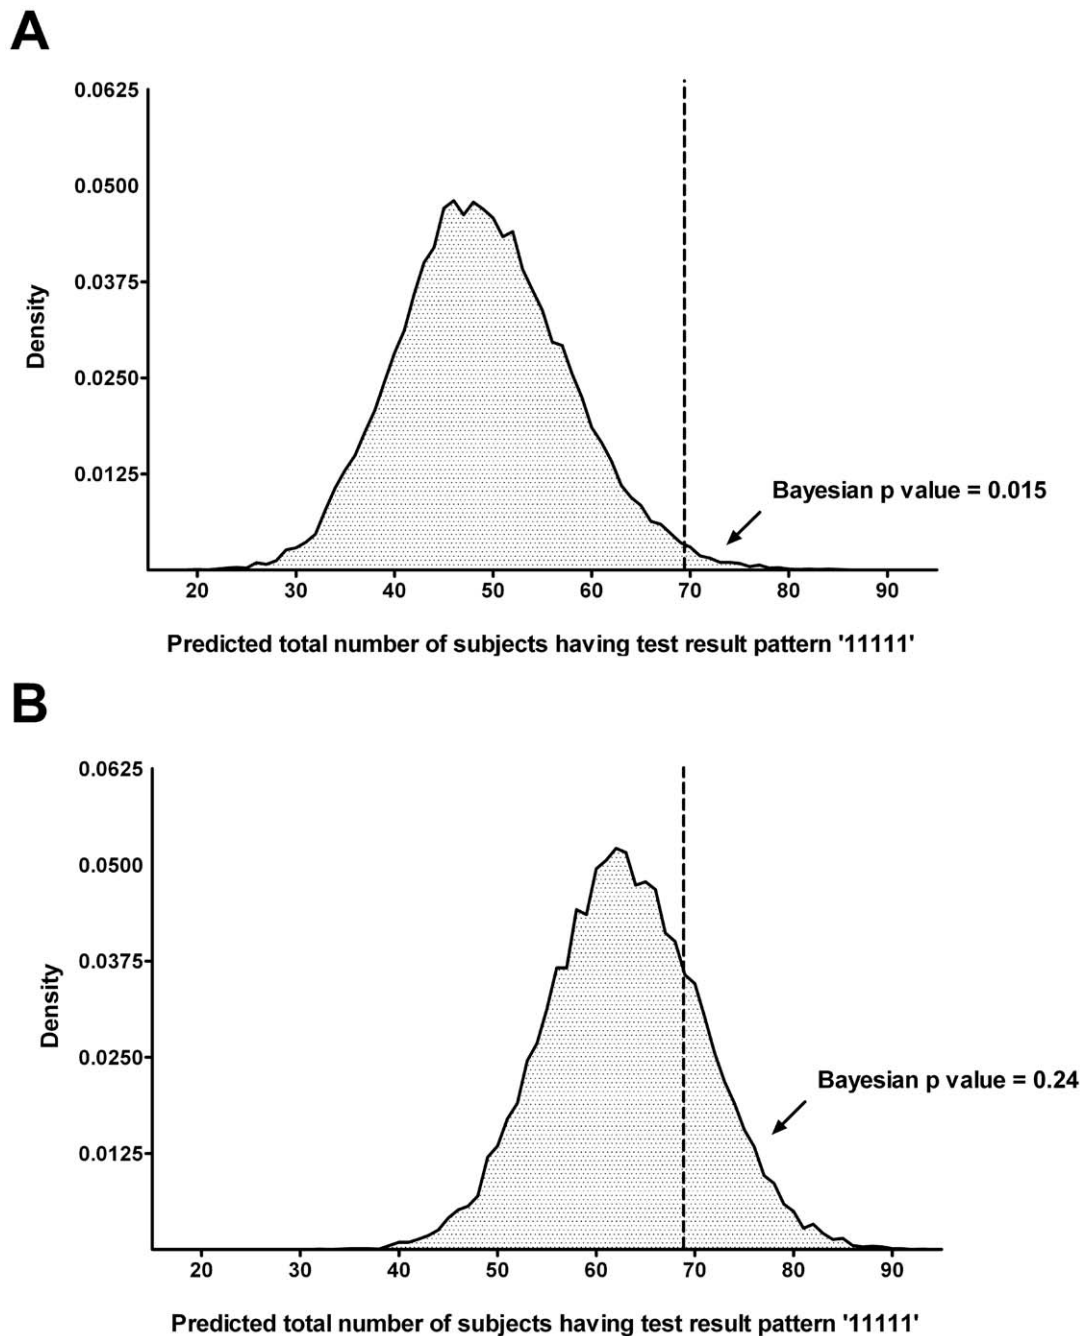 A
0.0625
0.0500
0.0375
0.0250
0.0125
Density
Bayesian p value = 0.015
20 30 40 50 60 70 80 90
Predicted total number of subjects having test result pattern '11111'
B
0.0625
0.0500
0.0375
0.0250
0.0125
Density
Bayesian p value = 0.24
20 30 40 50 60 70 80 90
Predicted total number of subjects having test result pattern '11111'